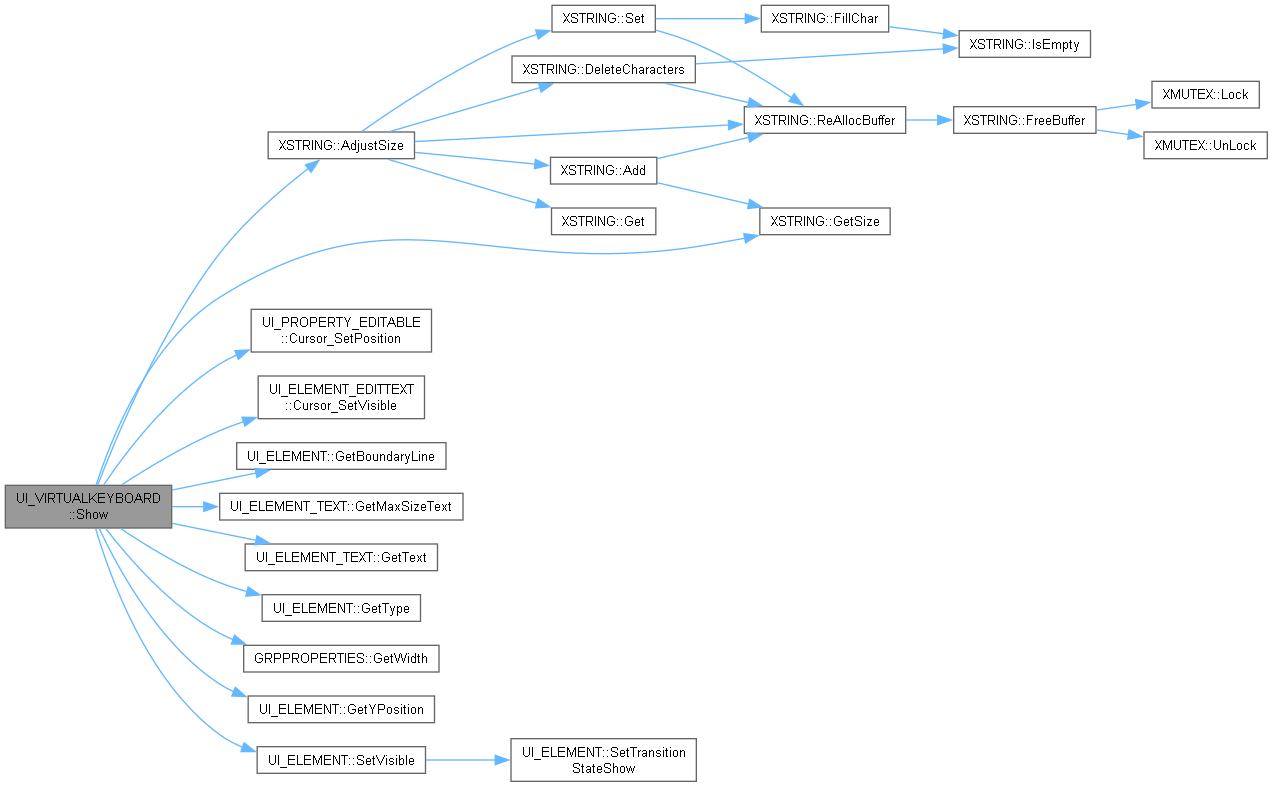 XSTRING::Set
XSTRING::FillChar
XSTRING::IsEmpty
XSTRING::DeleteCharacters
XMUTEX::Lock
XSTRING::ReAllocBuffer
XSTRING::FreeBuffer
XSTRING::AdjustSize
XMUTEX::UnLock
XSTRING::Add
XSTRING::Get
XSTRING::GetSize
UI_PROPERTY_EDITABLE
::Cursor_SetPosition
UI_ELEMENT_EDITTEXT
::Cursor_SetVisible
UI_ELEMENT::GetBoundaryLine
UI_VIRTUALKEYBOARD
::Show
UI_ELEMENT_TEXT::GetMaxSizeText
UI_ELEMENT_TEXT::GetText
UI_ELEMENT::GetType
GRPPROPERTIES::GetWidth
UI_ELEMENT::GetYPosition
UI_ELEMENT::SetVisible
UI_ELEMENT::SetTransition
StateShow